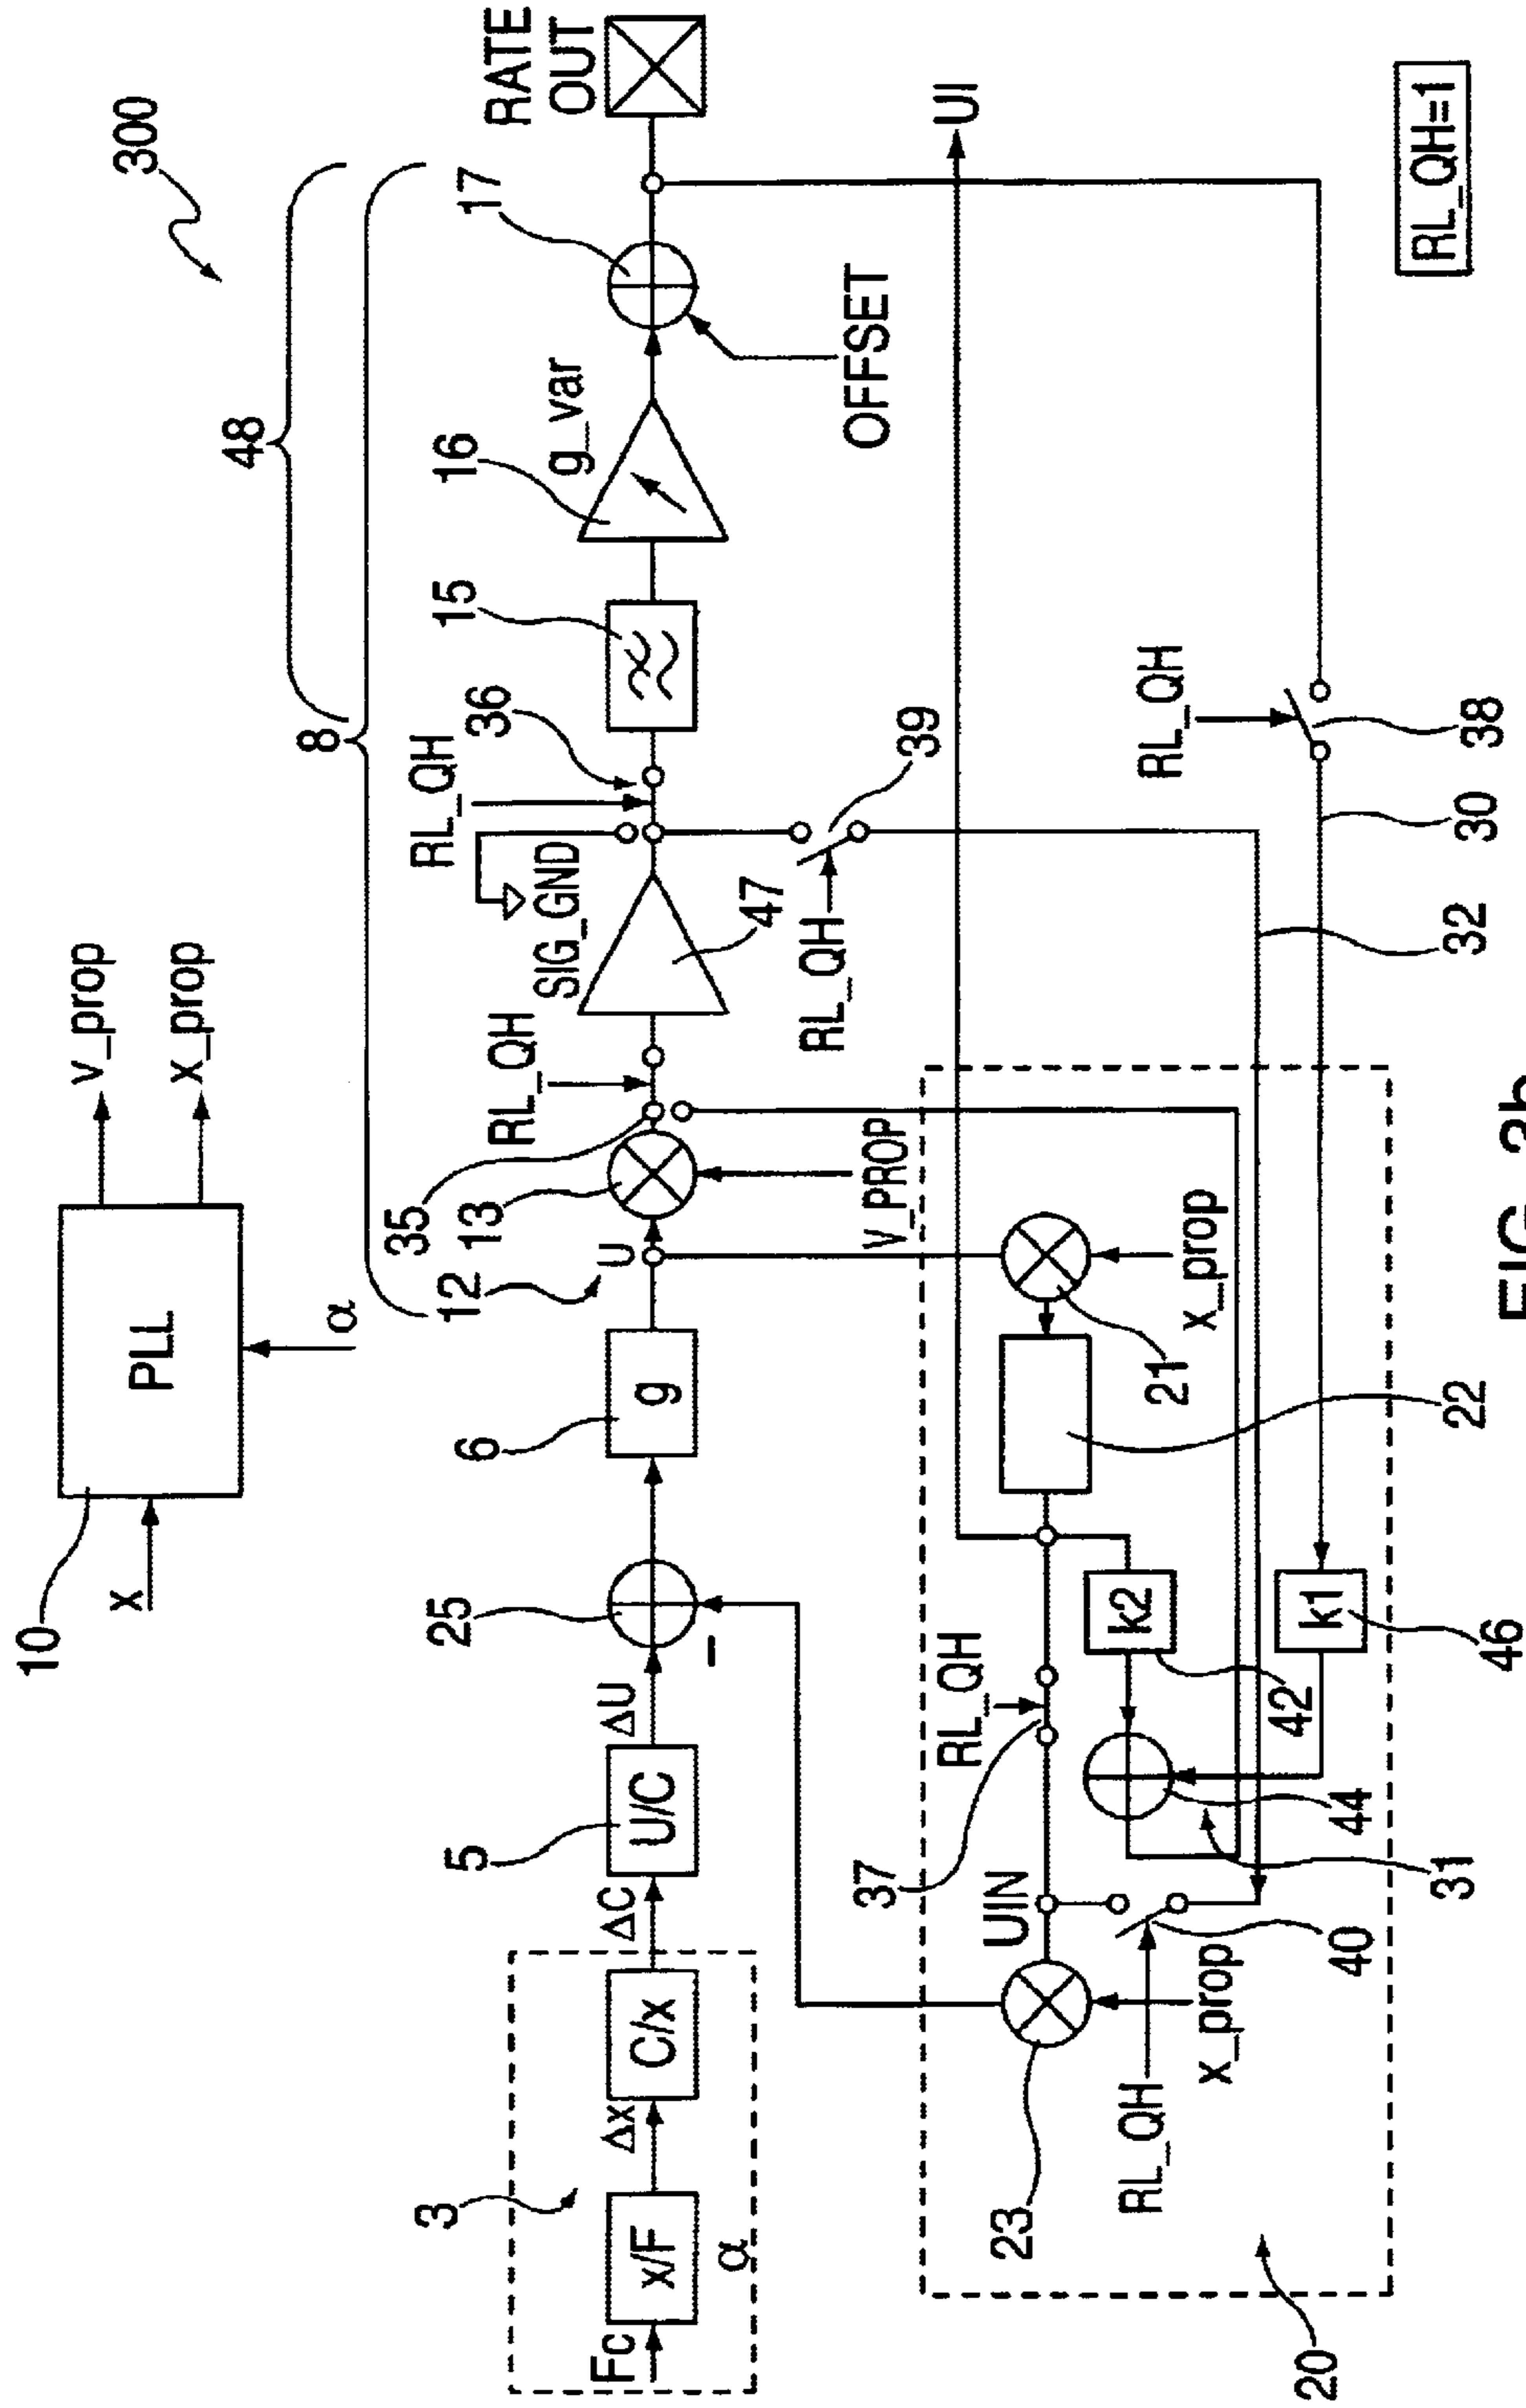 300
48
8
10
x
PLL
α
v_prop
x_prop
3
Fc
x/F
α
Δx
C/x
ΔC
5
U/C
ΔU
25
–
6
g
12
U
13
35
V_PROP
RL_QH
SIG_GND
47
RL_QH
36
RL_QH
39
15
16
g_var
17
OFFSET
RATE
OUT
UI
20
23
x_prop
RL_QH
40
UIN
37
RL_QH
31
44
42
k2
k1
46
22
21
x_prop
32
30
RL_QH
38
RL_QH=1